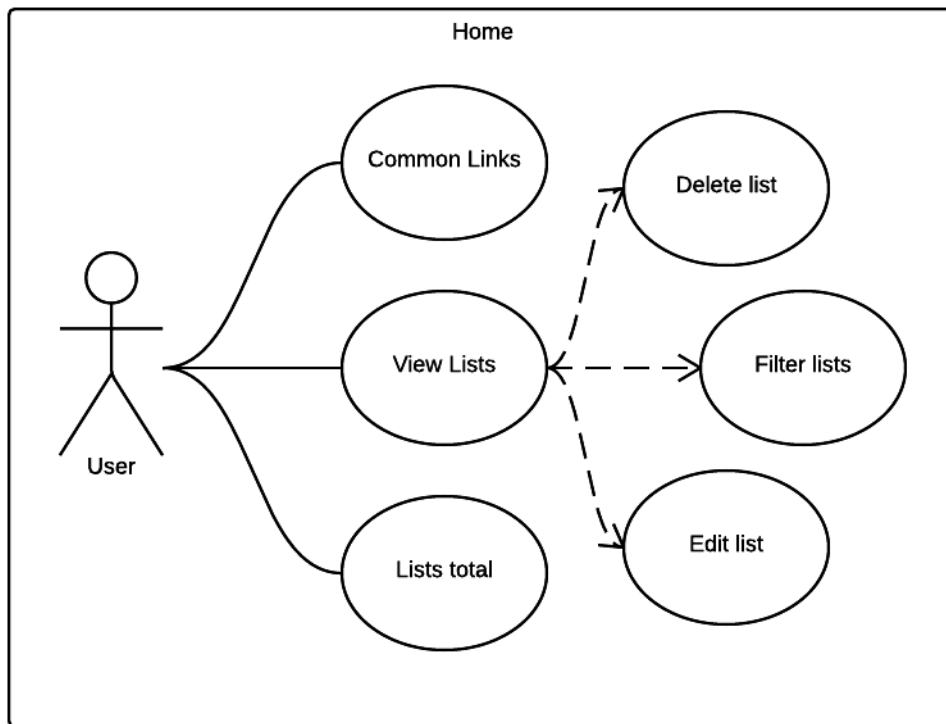 Home
Common Links
Delete list
View Lists
Filter lists
User
Edit list
Lists total